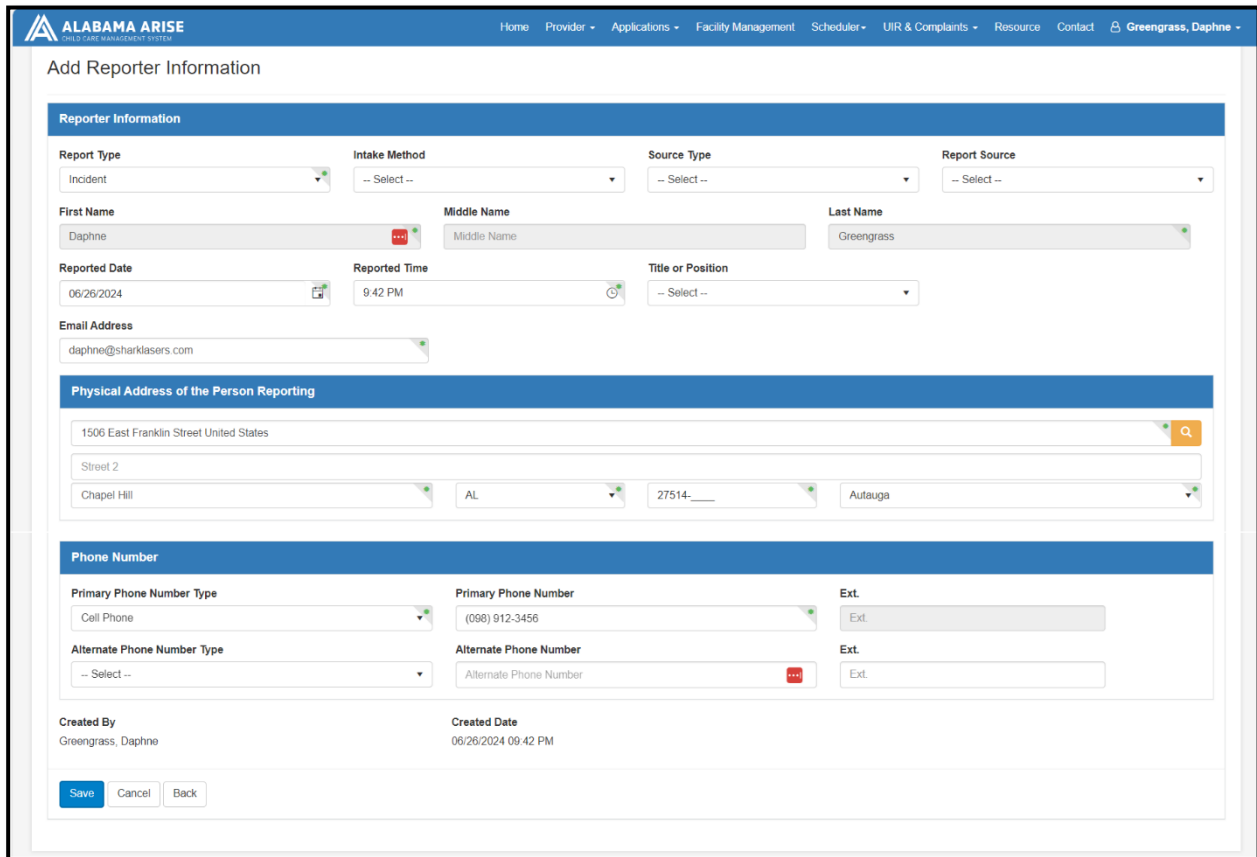 ALABAMA ARISE
CHILD CARE MANAGEMENT SYSTEM
Home Provider Applications Facility Management Scheduler UIR & Complaints Resource Contact Greengrass, Daphne
Add Reporter Information
Reporter Information
Report Type Intake Method Source Type Report Source
Incident -- Select -- -- Select -- -- Select --
First Name Middle Name Last Name
Daphne Middle Name Greengrass
Reported Date Reported Time Title or Position
06/26/2024 9:42 PM -- Select --
Email Address
daphne@sharklasers.com
Physical Address of the Person Reporting
1506 East Franklin Street United States
Street 2
Chapel Hill AL 27514-____ Autauga
Phone Number
Primary Phone Number Type Primary Phone Number Ext.
Cell Phone (098) 912-3456 Ext.
Alternate Phone Number Type Alternate Phone Number Ext.
-- Select -- Alternate Phone Number Ext.
Created By Created Date
Greengrass, Daphne 06/26/2024 09:42 PM
Save Cancel Back